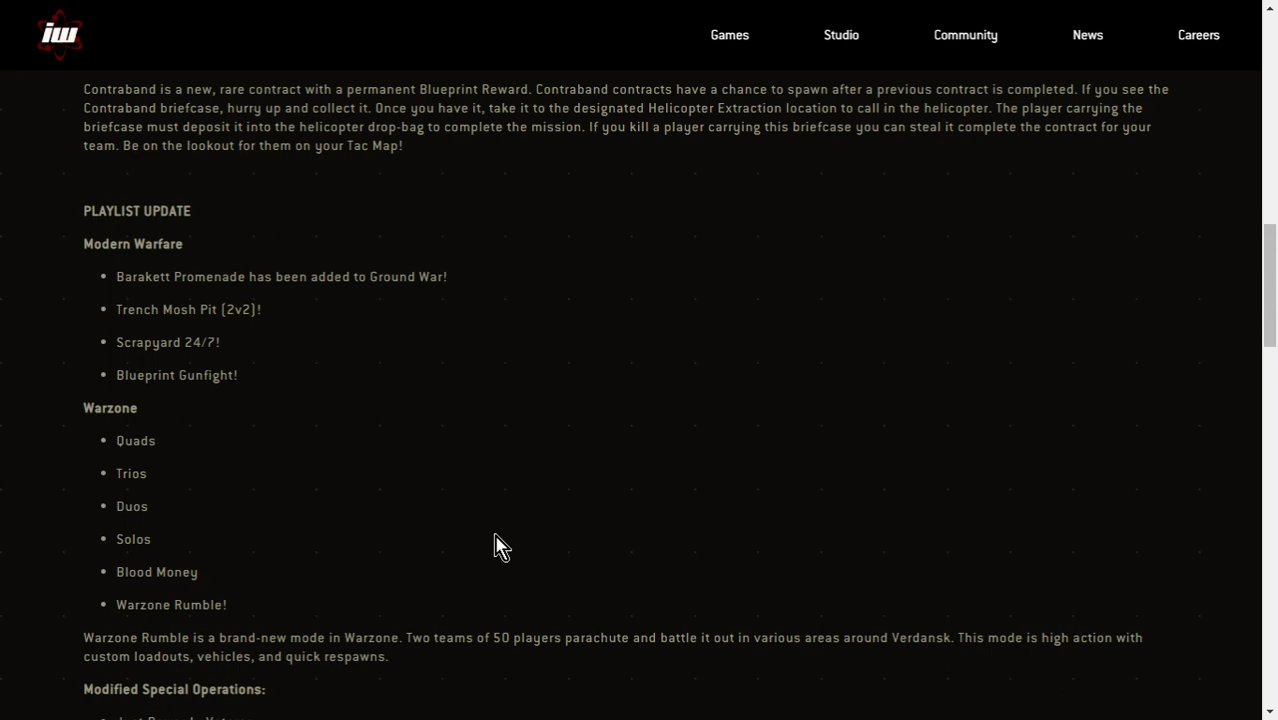 iw
Games
Studio
Community
News
Careers
Contraband is a new, rare contract with a permanent Blueprint Reward. Contraband contracts have a chance to spawn after a previous contract is completed. If you see the
Contraband briefcase, hurry up and collect it. Once you have it, take it to the designated Helicopter Extraction location to call in the helicopter. The player carrying the
briefcase must deposit it into the helicopter drop-bag to complete the mission. If you kill a player carrying this briefcase you can steal it complete the contract for your
team. Be on the lookout for them on your Tac Map!
PLAYLIST UPDATE
Modern Warfare
• Barakett Promenade has been added to Ground War!
• Trench Mosh Pit (2v2)!
• Scrapyard 24/7!
• Blueprint Gunfight!
Warzone
• Quads
• Trios
• Duos
• Solos
• Blood Money
• Warzone Rumble!
Warzone Rumble is a brand-new mode in Warzone. Two teams of 50 players parachute and battle it out in various areas around Verdansk. This mode is high action with
custom loadouts, vehicles, and quick respawns.
Modified Special Operations: